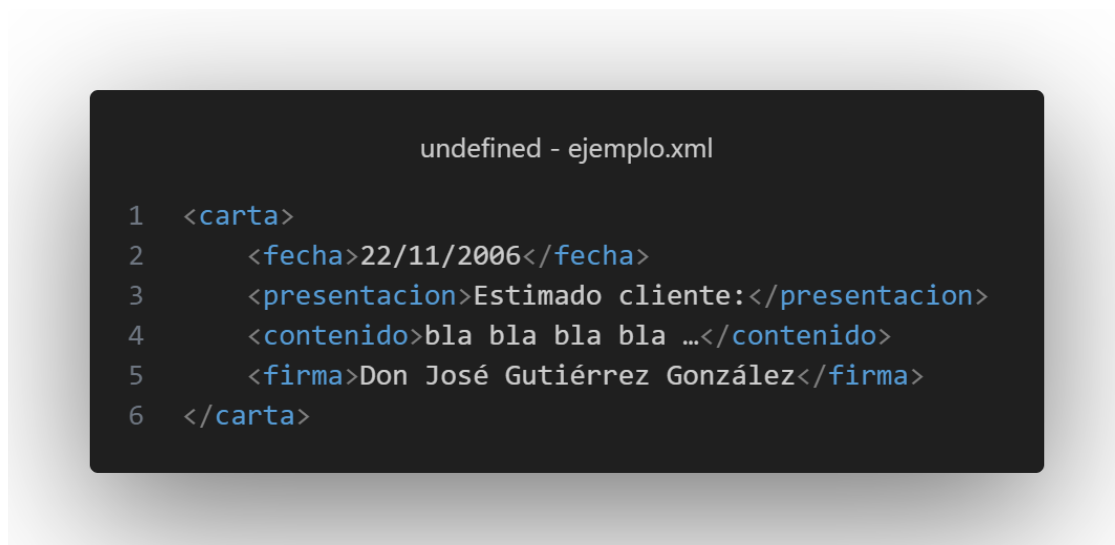 undefined - ejemplo.xml
1 <carta>
2 <fecha>22/11/2006</fecha>
3 <presentacion>Estimado cliente:</presentacion>
4 <contenido>bla bla bla bla …</contenido>
5 <firma>Don José Gutiérrez González</firma>
6 </carta>